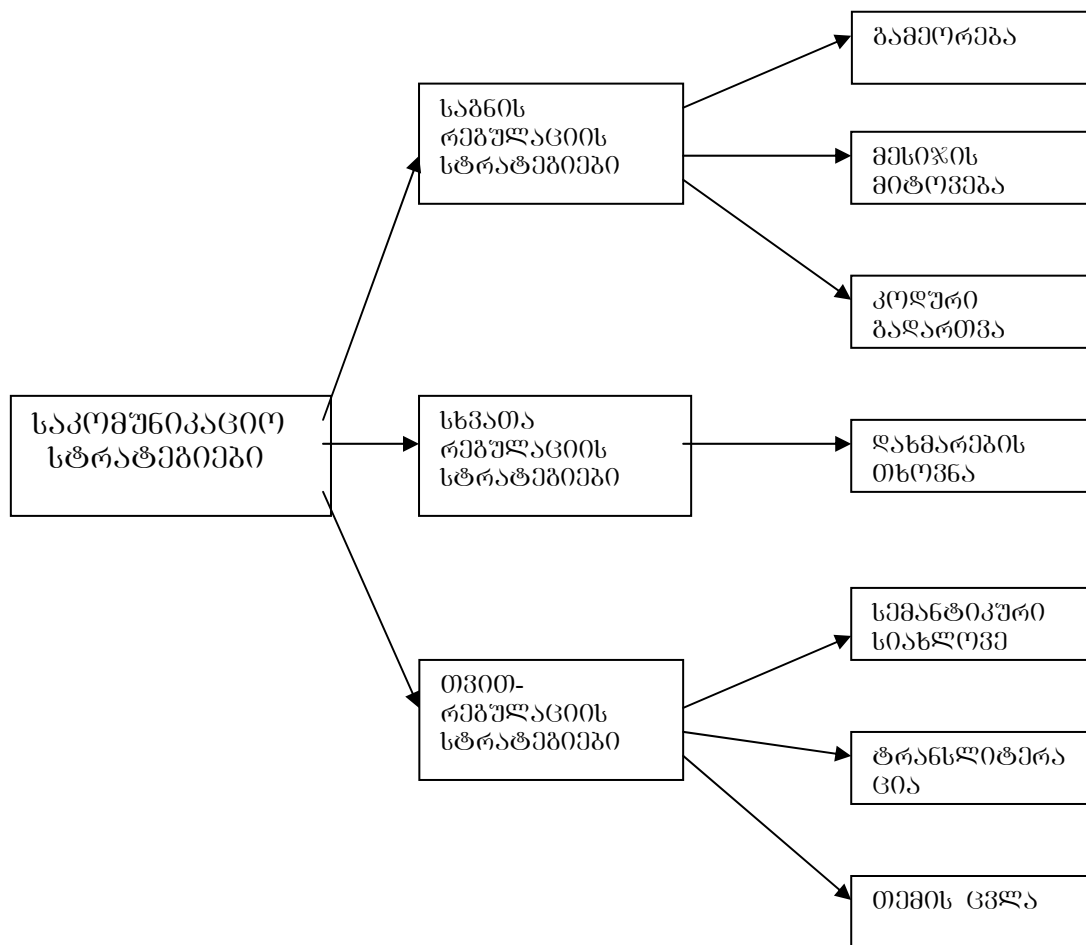 გამეორება
საგნის
რეგულაციის
სტრატეგიები
მესიჯის
მიტოვება
კოდური
გადართვა
საკომუნიკაციო
სტრატეგიები
სხვათა
რეგულაციის
სტრატეგიები
დახმარების
თხოვნა
სემანტიკური
სიახლოვე
თვით-
რეგულაციის
სტრატეგიები
ტრანსლიტერა
ცია
თემის ცვლა